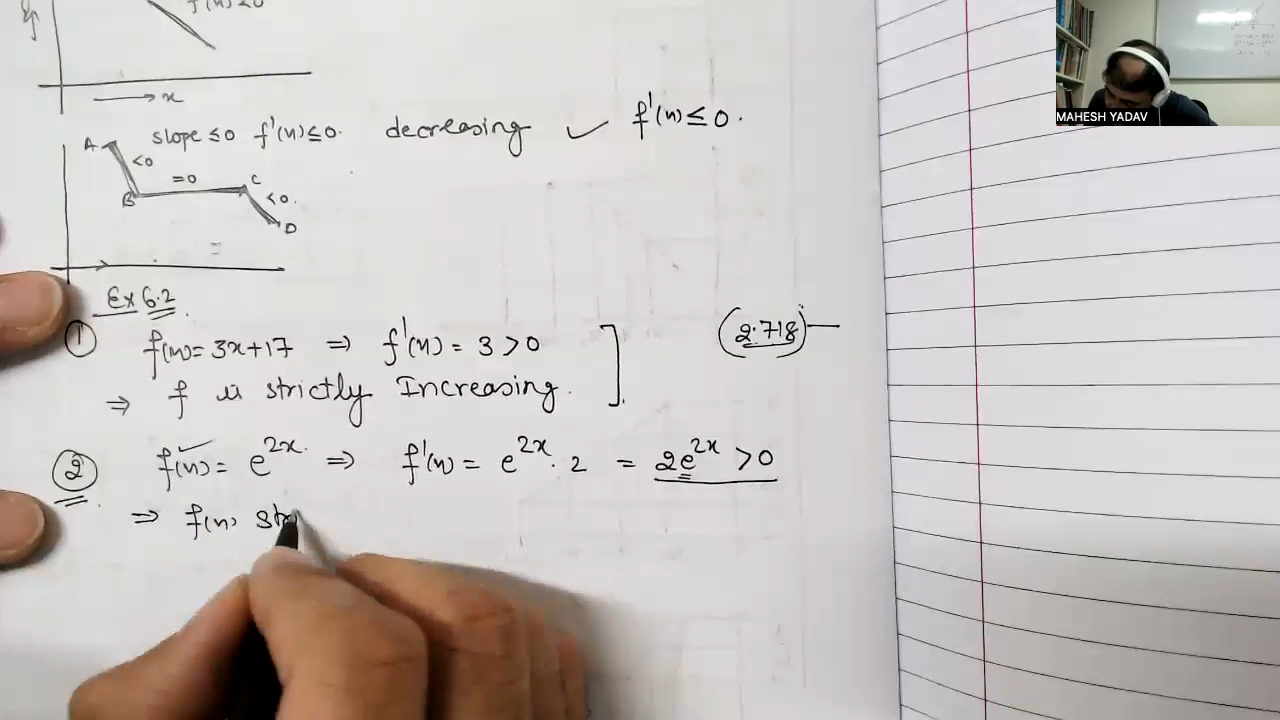 y
f'(x)<0
→ x
MAHESH YADAV
slope ≤0 f'(x)≤0. decreasing ✓ f'(x)≤0.
A <0 =0 B C <0. D
=
Ex 6.2
① f(x)=3x+17 ⇒ f'(x)=3>0
(2.718)
⇒ f is strictly Increasing.
② f(x)=e^{2x} ⇒ f'(x)=e^{2x}·2 = 2e^{2x} >0
⇒ f(x) str